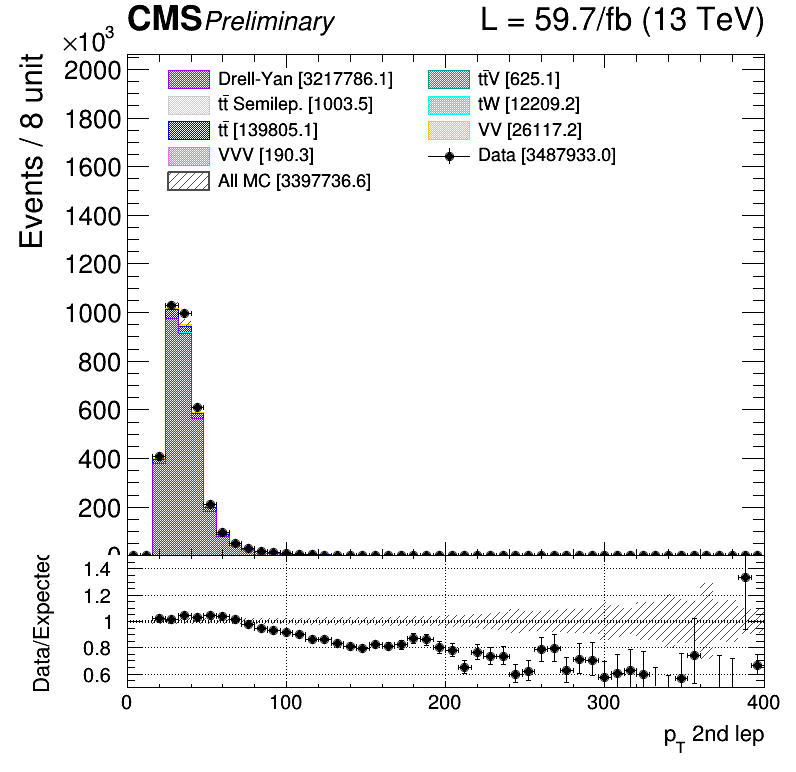 CMS Preliminary L = 59.7/fb (13 TeV)
×10³
Events / 8 unit
2000
1800
1600
1400
1200
1000
800
600
400
200
0
Drell-Yan [3217786.1]
tt̄ Semilep. [1003.5]
tt̄ [139805.1]
VVV [190.3]
All MC [3397736.6]
tt̄V [625.1]
tW [12209.2]
VV [26117.2]
Data [3487933.0]
Data/Expected
1.4
1.2
1
0.8
0.6
0 100 200 300 400
p_T 2nd lep